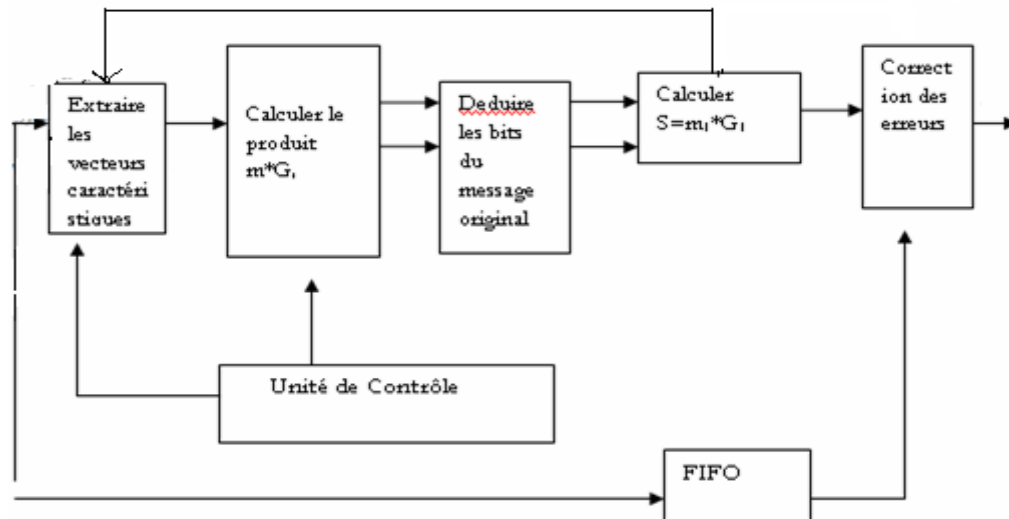 Extraire
les
vecteurs
caractéri
stiques
Calculer le
produit
m*G₁
Deduire
les bits
du
message
original
Calculer
S=m₁*G₁
Correct
ion des
erreurs
Unité de Contrôle
FIFO